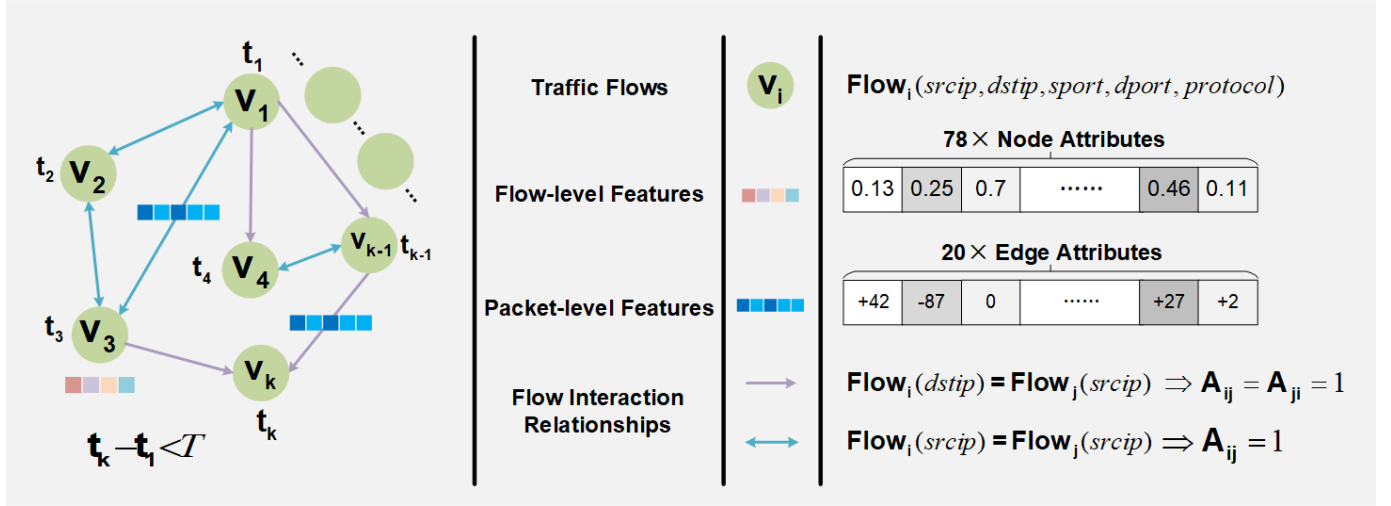 t1
v1
t2
v2
t3
v3
t4
v4
vk-1
tk-1
vk
tk
tk – t1 < T
Traffic Flows
vi
Flowi(srcip,dstip,sport,dport,protocol)
78× Node Attributes
Flow-level Features
0.13 0.25 0.7 ······ 0.46 0.11
20× Edge Attributes
Packet-level Features
+42 -87 0 ······ +27 +2
Flow Interaction
Relationships
Flowi(dstip) = Flowj(srcip) ⇒ Aij = Aji = 1
Flowi(srcip) = Flowj(srcip) ⇒ Aij = 1